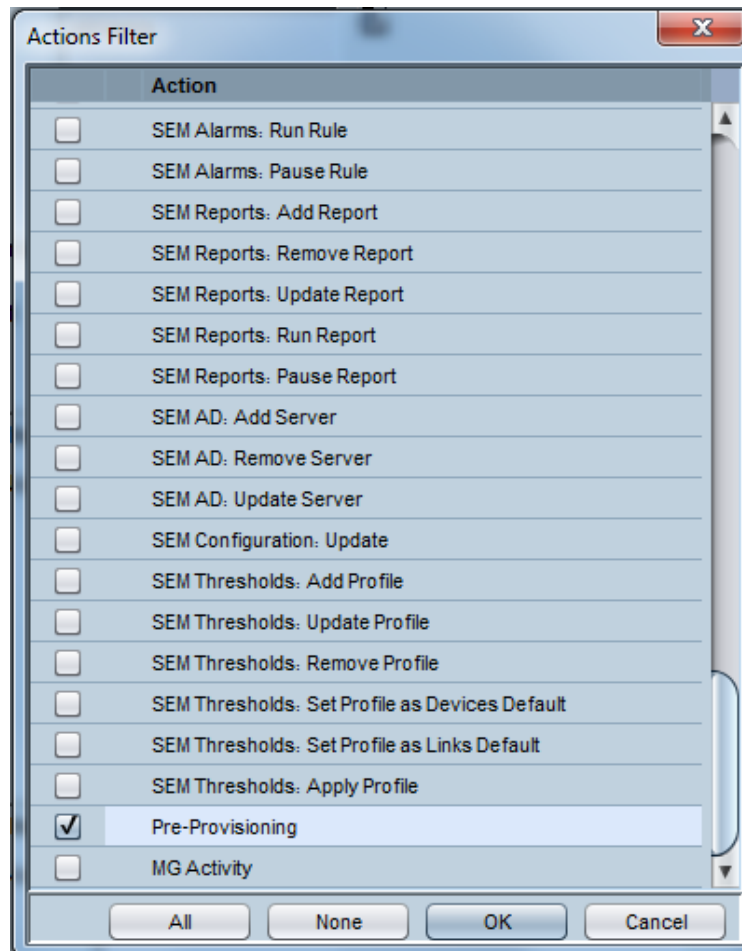 Actions Filter
Action
SEM Alarms: Run Rule
SEM Alarms: Pause Rule
SEM Reports: Add Report
SEM Reports: Remove Report
SEM Reports: Update Report
SEM Reports: Run Report
SEM Reports: Pause Report
SEM AD: Add Server
SEM AD: Remove Server
SEM AD: Update Server
SEM Configuration: Update
SEM Thresholds: Add Profile
SEM Thresholds: Update Profile
SEM Thresholds: Remove Profile
SEM Thresholds: Set Profile as Devices Default
SEM Thresholds: Set Profile as Links Default
SEM Thresholds: Apply Profile
Pre-Provisioning
MG Activity
All None OK Cancel